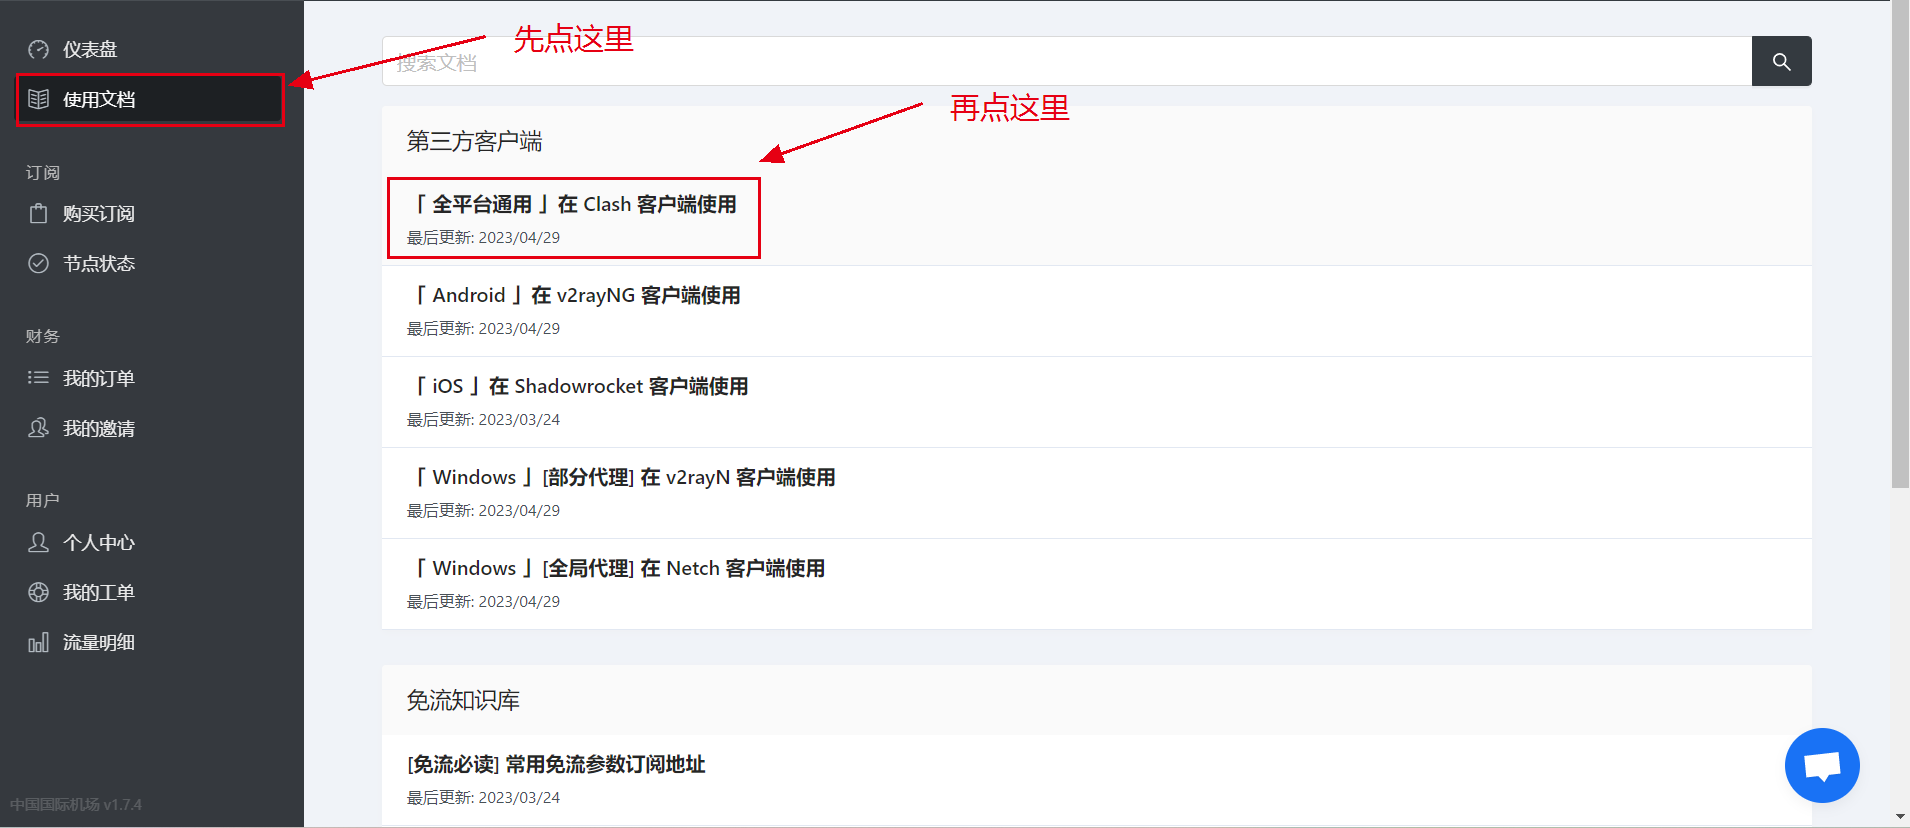 仪表盘
使用文档
订阅
购买订阅
节点状态
财务
我的订单
我的邀请
用户
个人中心
我的工单
流量明细
中国国际机场 v1.7.4
先点这里
搜索文档
再点这里
第三方客户端
「 全平台通用 」在 Clash 客户端使用
最后更新: 2023/04/29
「 Android 」在 v2rayNG 客户端使用
最后更新: 2023/04/29
「 iOS 」在 Shadowrocket 客户端使用
最后更新: 2023/03/24
「 Windows 」[部分代理] 在 v2rayN 客户端使用
最后更新: 2023/04/29
「 Windows 」[全局代理] 在 Netch 客户端使用
最后更新: 2023/04/29
免流知识库
[免流必读] 常用免流参数订阅地址
最后更新: 2023/03/24